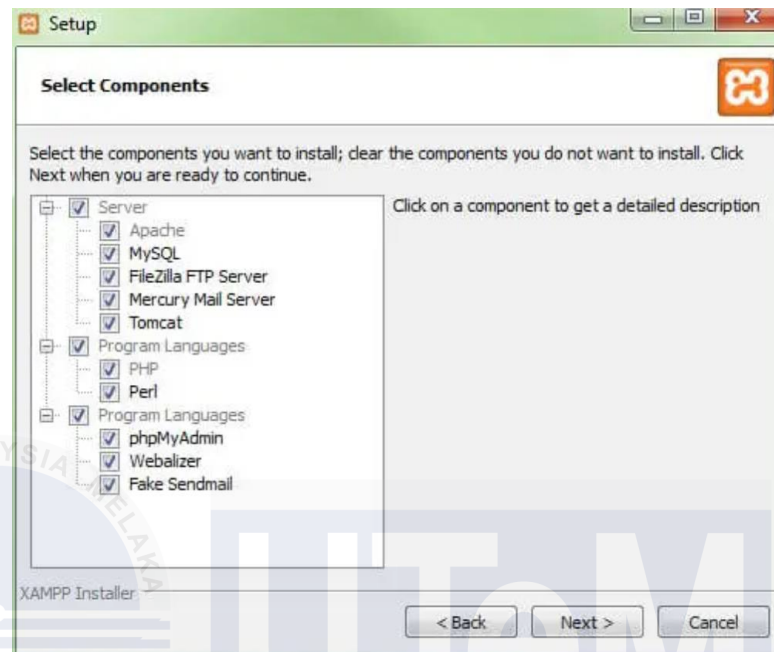 Setup
Select Components
Select the components you want to install; clear the components you do not want to install. Click
Next when you are ready to continue.
Server
Apache
MySQL
FileZilla FTP Server
Mercury Mail Server
Tomcat
Program Languages
PHP
Perl
Program Languages
phpMyAdmin
Webalizer
Fake Sendmail
Click on a component to get a detailed description
YSIA MELAKA
UTeM
XAMPP Installer
< Back
Next >
Cancel